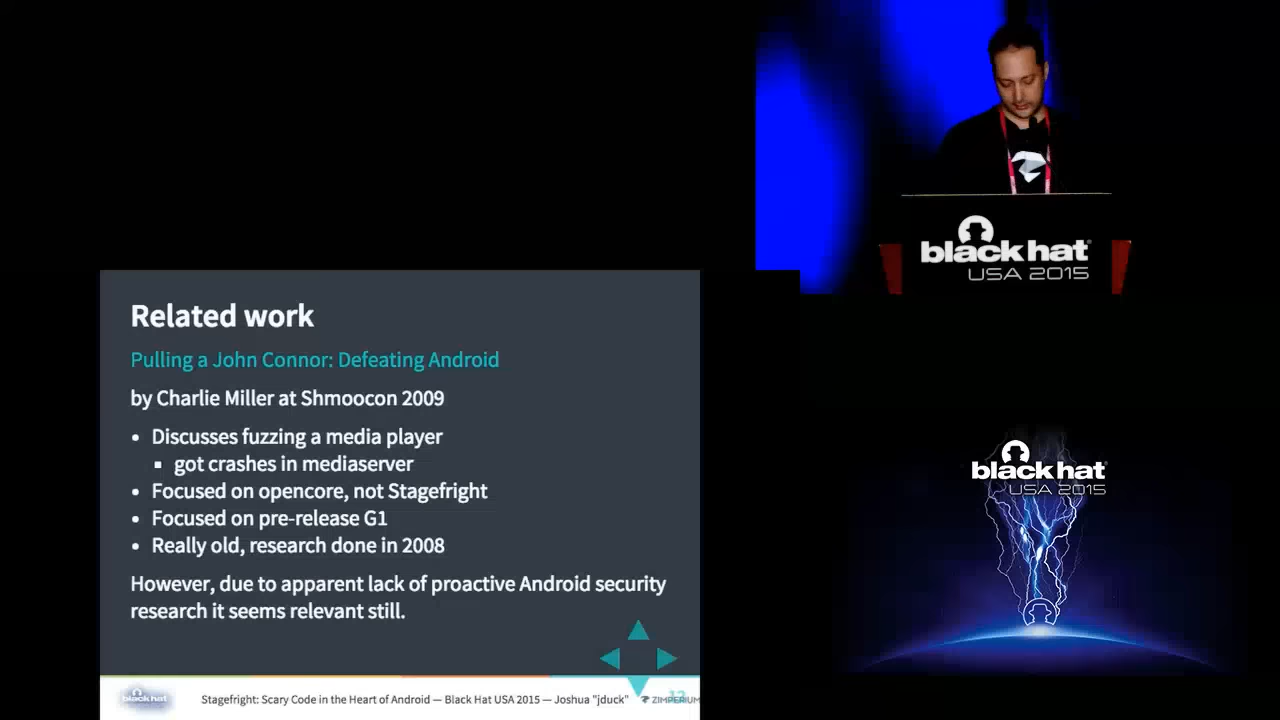 black hat
USA 2015
Related work
Pulling a John Connor: Defeating Android
by Charlie Miller at Shmoocon 2009
• Discusses fuzzing a media player
▪ got crashes in mediaserver
• Focused on opencore, not Stagefright
• Focused on pre-release G1
• Really old, research done in 2008
However, due to apparent lack of proactive Android security
research it seems relevant still.
black hat
USA 2015
black hat
Stagefright: Scary Code in the Heart of Android — Black Hat USA 2015 — Joshua "jduck"
ZIMPERIUM